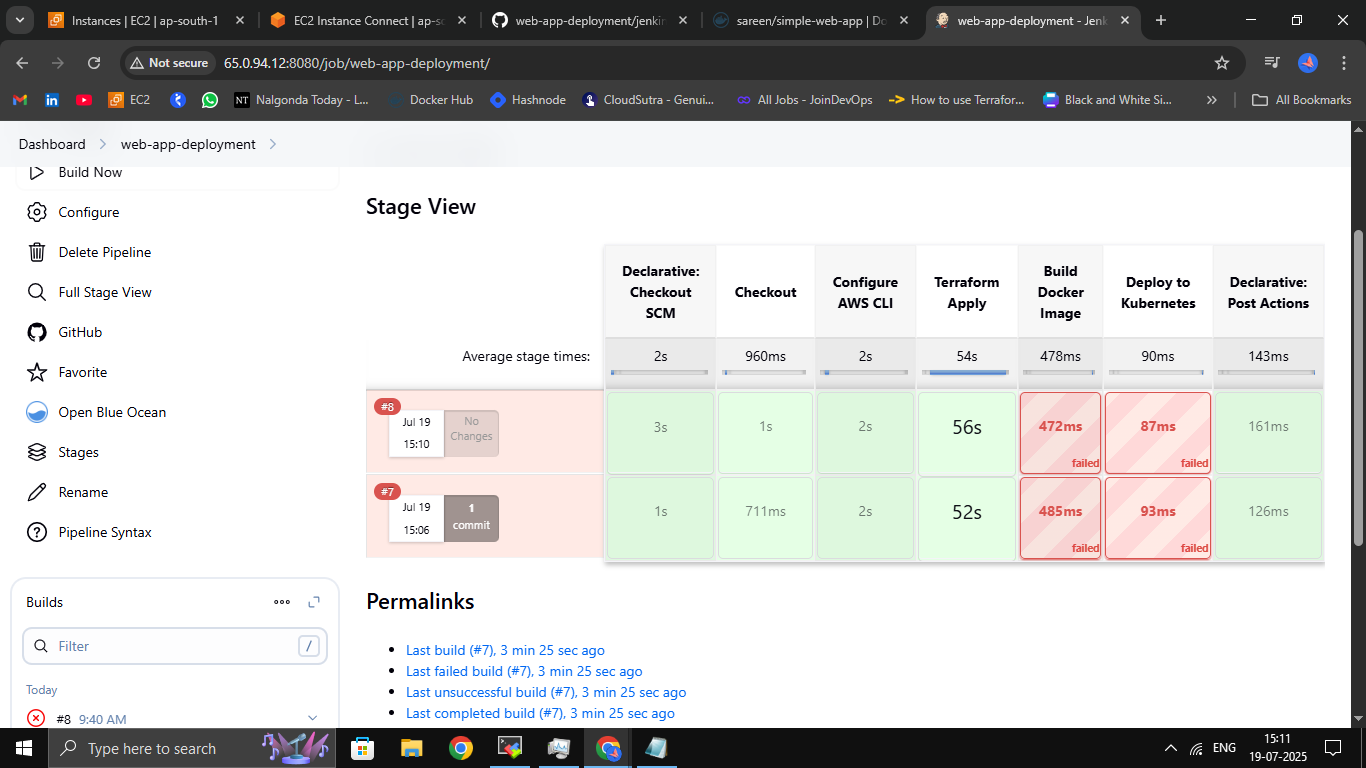 Instances | EC2 | ap-south-1
EC2 Instance Connect | ap-sc
web-app-deployment/jenkin
sareen/simple-web-app | Do
web-app-deployment - Jenk
Not secure
65.0.94.12:8080/job/web-app-deployment/
EC2
NT
Nalgonda Today - L...
Docker Hub
Hashnode
CloudSutra - Genui...
All Jobs - JoinDevOps
How to use Terrafor...
Black and White Si...
All Bookmarks
Dashboard
web-app-deployment
Build Now
Configure
Delete Pipeline
Full Stage View
GitHub
Favorite
Open Blue Ocean
Stages
Rename
Pipeline Syntax
Builds
Filter
/
Today
#8 9:40 AM
Stage View
Declarative:
Checkout
SCM
Checkout
Configure
AWS CLI
Terraform
Apply
Build
Docker
Image
Deploy to
Kubernetes
Declarative:
Post Actions
Average stage times:
2s
960ms
2s
54s
478ms
90ms
143ms
#8
Jul 19
15:10
No
Changes
3s
1s
2s
56s
472ms
failed
87ms
failed
161ms
#7
Jul 19
15:06
1
commit
1s
711ms
2s
52s
485ms
failed
93ms
failed
126ms
Permalinks
Last build (#7), 3 min 25 sec ago
Last failed build (#7), 3 min 25 sec ago
Last unsuccessful build (#7), 3 min 25 sec ago
Last completed build (#7), 3 min 25 sec ago
Type here to search
ENG
15:11
19-07-2025